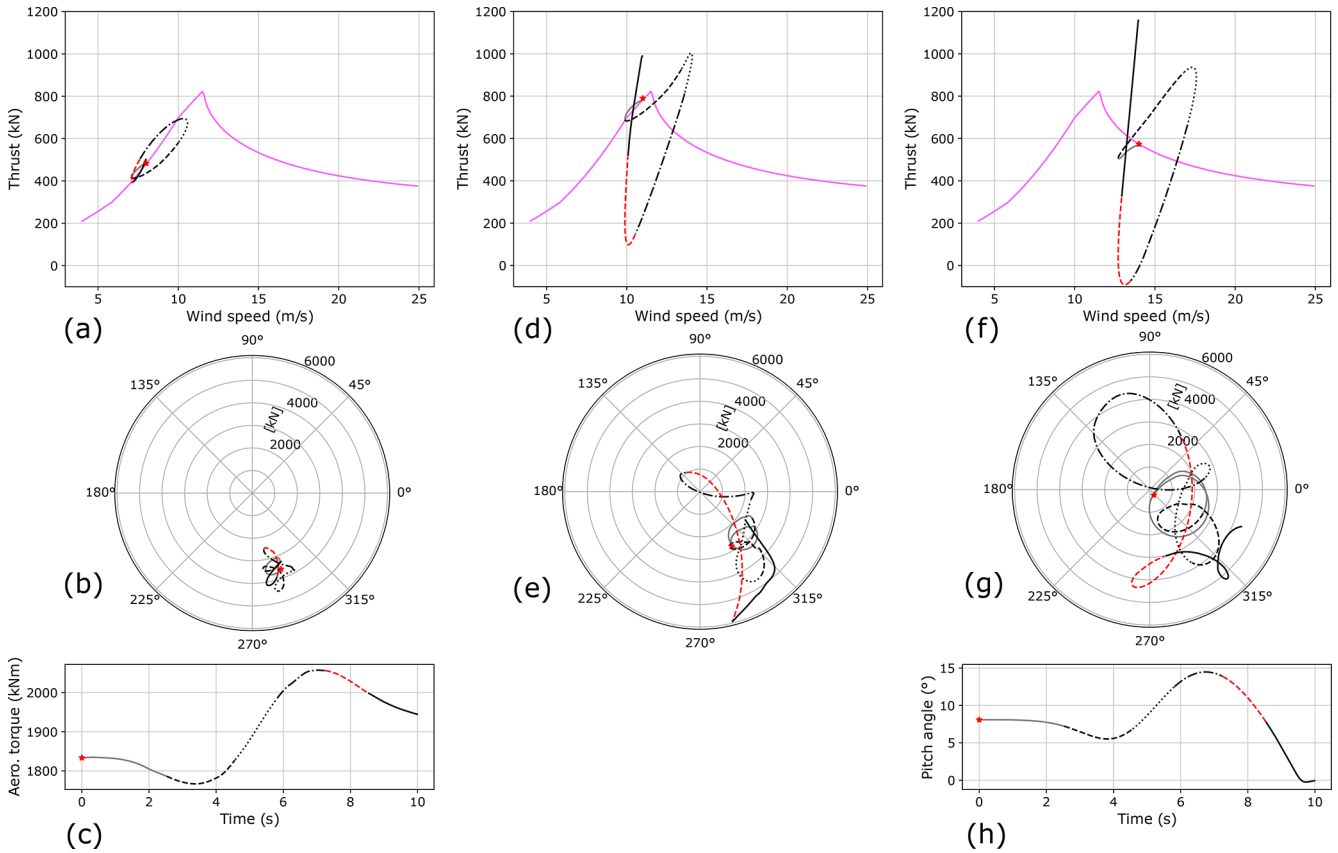 1200
1000
800
600
400
200
0
Thrust (kN)
5 10 15 20 25
Wind speed (m/s)
(a)
1200
1000
800
600
400
200
0
Thrust (kN)
5 10 15 20 25
Wind speed (m/s)
(d)
1200
1000
800
600
400
200
0
Thrust (kN)
5 10 15 20 25
Wind speed (m/s)
(f)
90°
135° 45°
6000
4000
2000
[kN]
180° 0°
225° 315°
270°
(b)
90°
135° 45°
6000
4000
2000
[kN]
180° 0°
225° 315°
270°
(e)
90°
135° 45°
6000
4000
2000
[kN]
180° 0°
225° 315°
270°
(g)
2000
1900
1800
Aero. torque (kNm)
0 2 4 6 8 10
Time (s)
(c)
15
10
5
0
Pitch angle (°)
0 2 4 6 8 10
Time (s)
(h)